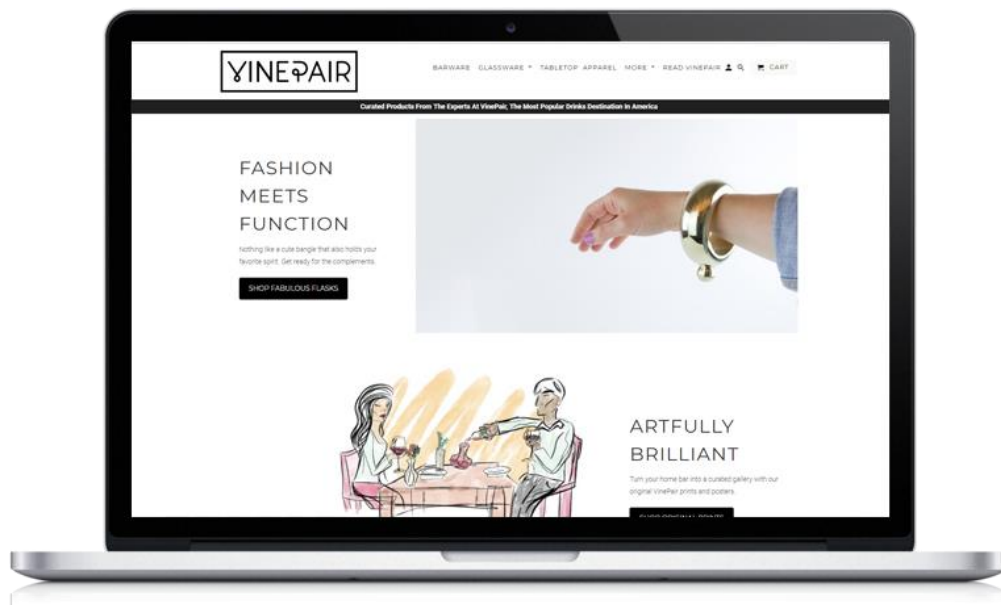 VINEPAIR
BARWARE GLASSWARE TABLETOP APPAREL MORE READ VINEPAIR CART
Curated Products From The Experts At VinePair, The Most Popular Drinks Destination In America
FASHION
MEETS
FUNCTION
Nothing like a cute bangle that also holds your
favorite spirit. Get ready for the complements.
SHOP FABULOUS FLASKS
ARTFULLY
BRILLIANT
Turn your home bar into a curated gallery with our
original VinePair prints and posters.
SHOP ORIGINAL PRINTS